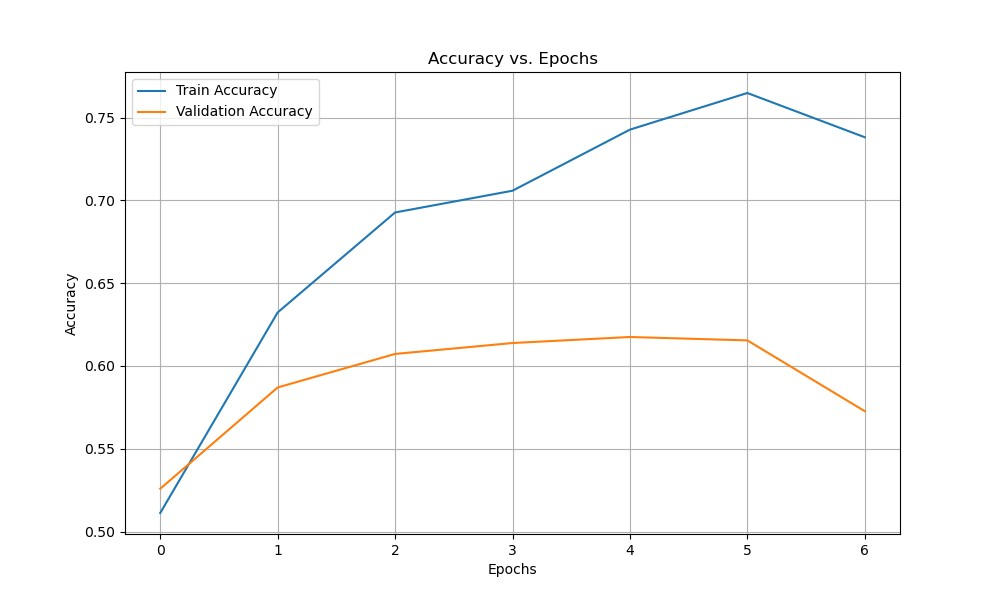 Accuracy vs. Epochs
Train Accuracy
Validation Accuracy
0.75
0.70
0.65
0.60
0.55
0.50
Accuracy
0 1 2 3 4 5 6
Epochs